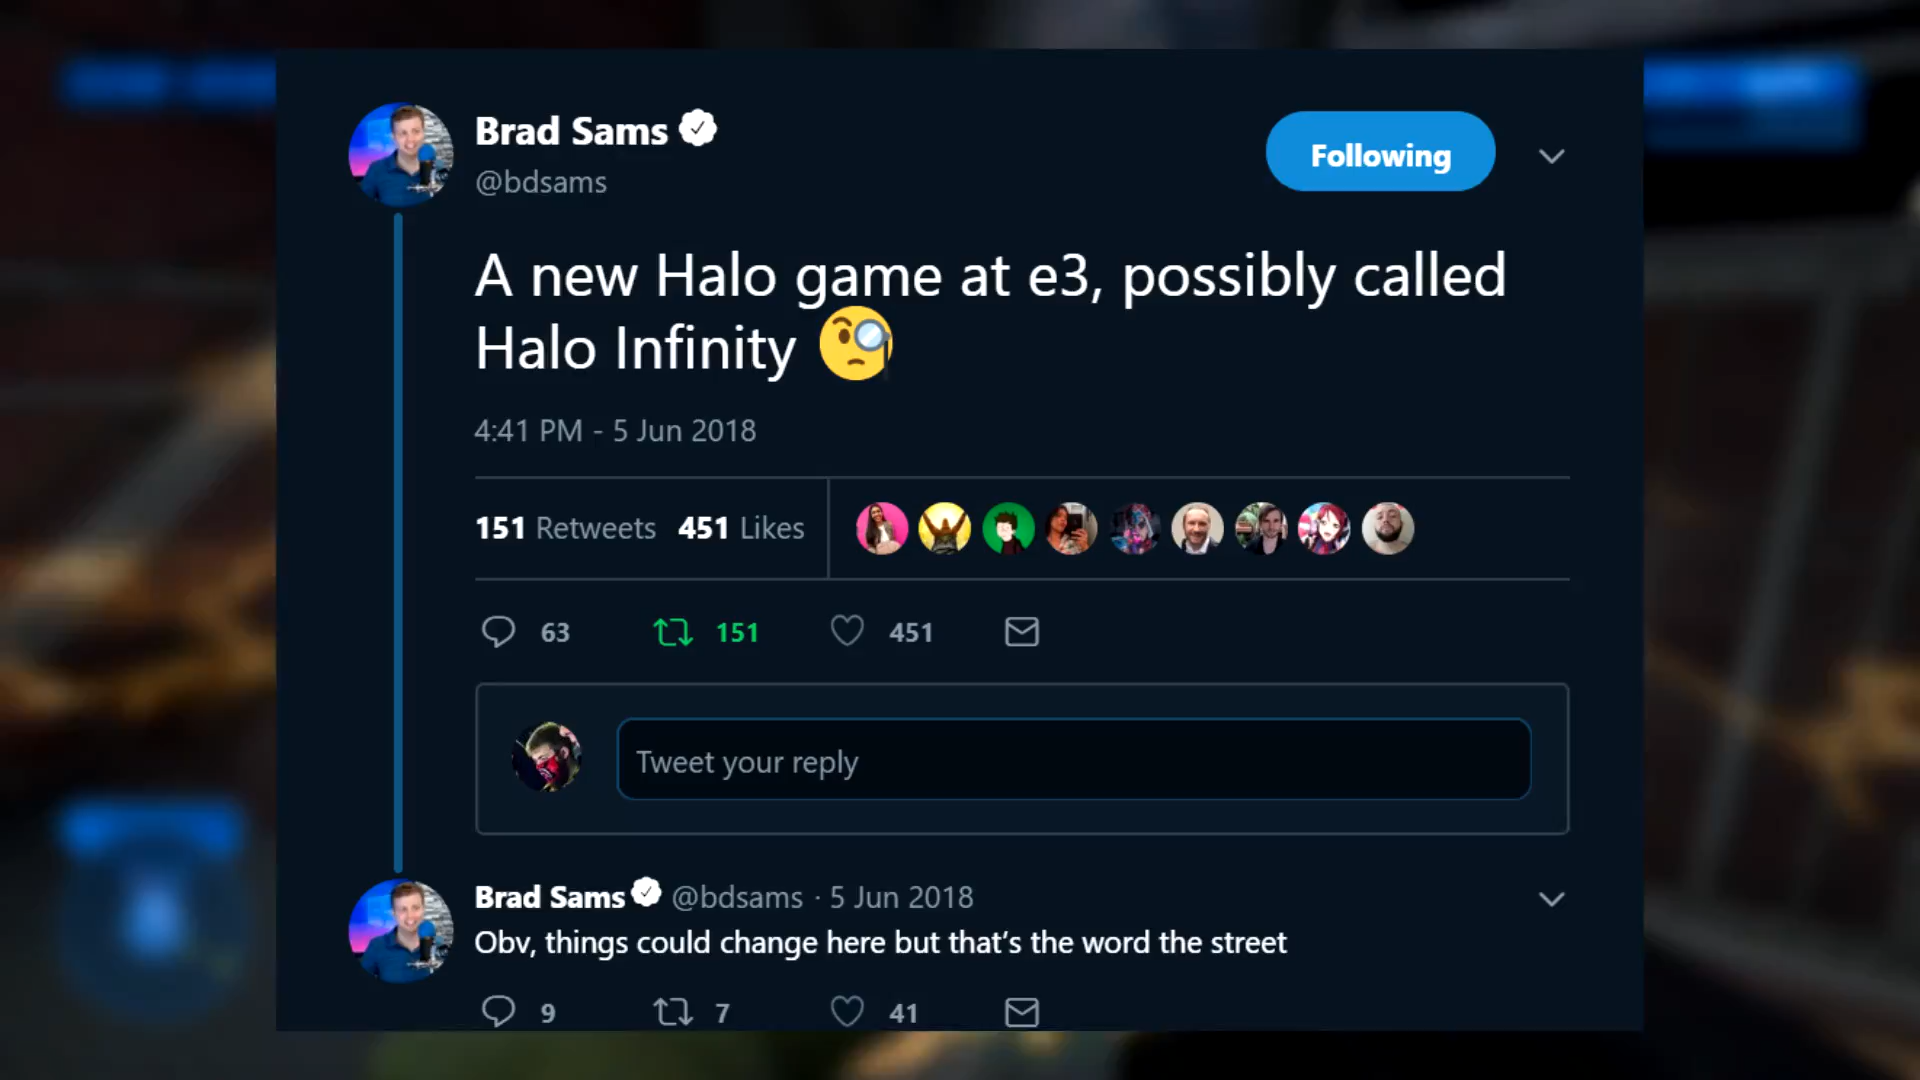 Brad Sams
@bdsams
Following
A new Halo game at e3, possibly called
Halo Infinity 🧐
4:41 PM - 5 Jun 2018
151 Retweets 451 Likes
63 151 451
Tweet your reply
Brad Sams @bdsams · 5 Jun 2018
Obv, things could change here but that’s the word the street
9 7 41